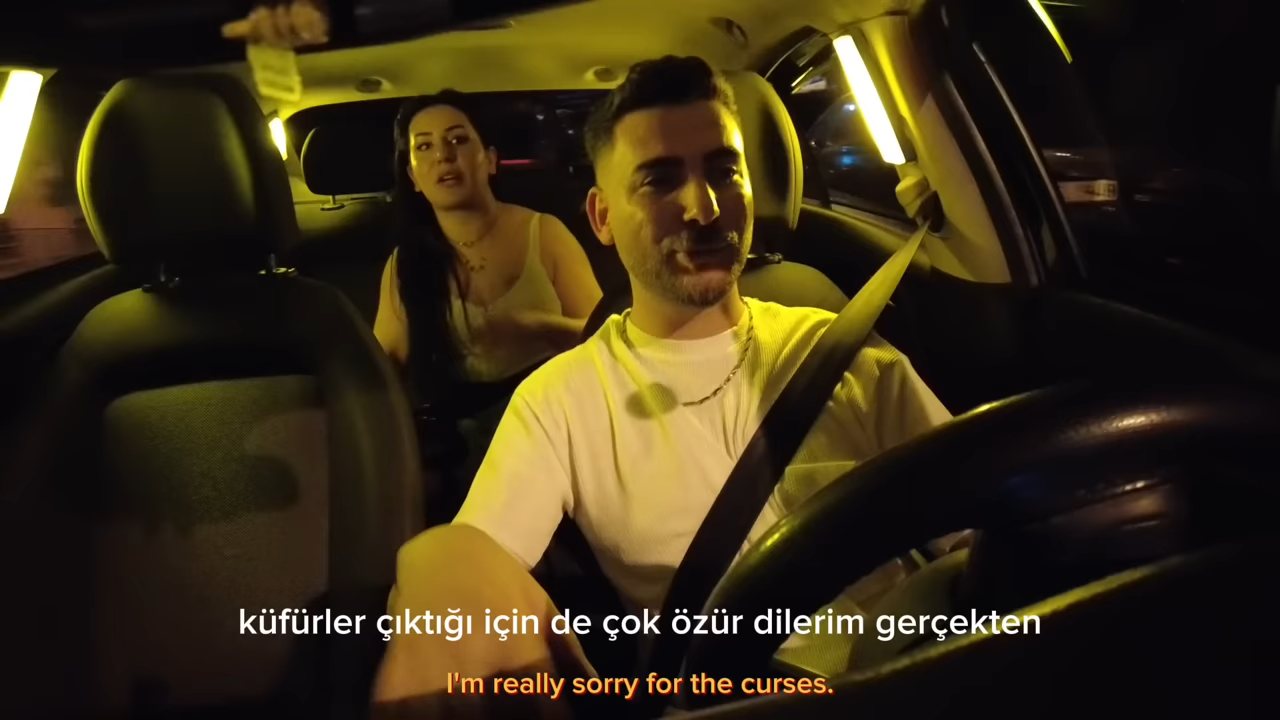 küfürler çıktığı için de çok özür dilerim gerçekten
I'm really sorry for the curses.